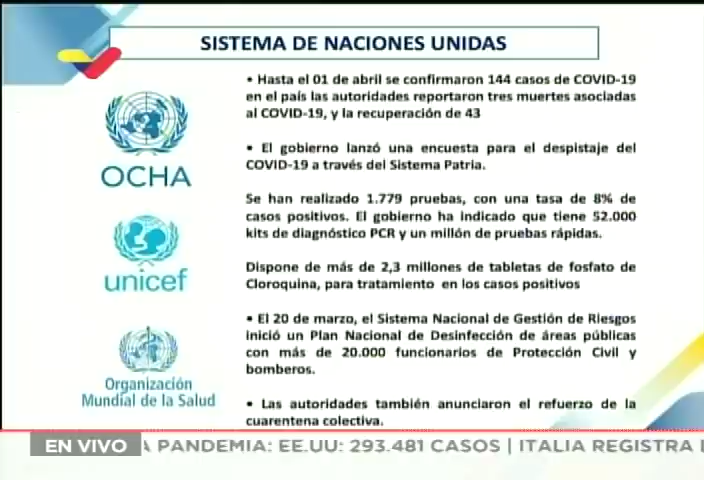 SISTEMA DE NACIONES UNIDAS
• Hasta el 01 de abril se confirmaron 144 casos de COVID-19
en el país las autoridades reportaron tres muertes asociadas
al COVID-19, y la recuperación de 43
OCHA
• El gobierno lanzó una encuesta para el despistaje del
COVID-19 a través del Sistema Patria.
Se han realizado 1.779 pruebas, con una tasa de 8% de
casos positivos. El gobierno ha indicado que tiene 52.000
kits de diagnóstico PCR y un millón de pruebas rápidas.
unicef
Dispone de más de 2,3 millones de tabletas de fosfato de
Cloroquina, para tratamiento en los casos positivos
• El 20 de marzo, el Sistema Nacional de Gestión de Riesgos
inició un Plan Nacional de Desinfección de áreas públicas
con más de 20.000 funcionarios de Protección Civil y
bomberos.
Organización
Mundial de la Salud
• Las autoridades también anunciaron el refuerzo de la
cuarentena colectiva.
EN VIVO A PANDEMIA: EE.UU: 293.481 CASOS | ITALIA REGISTRA